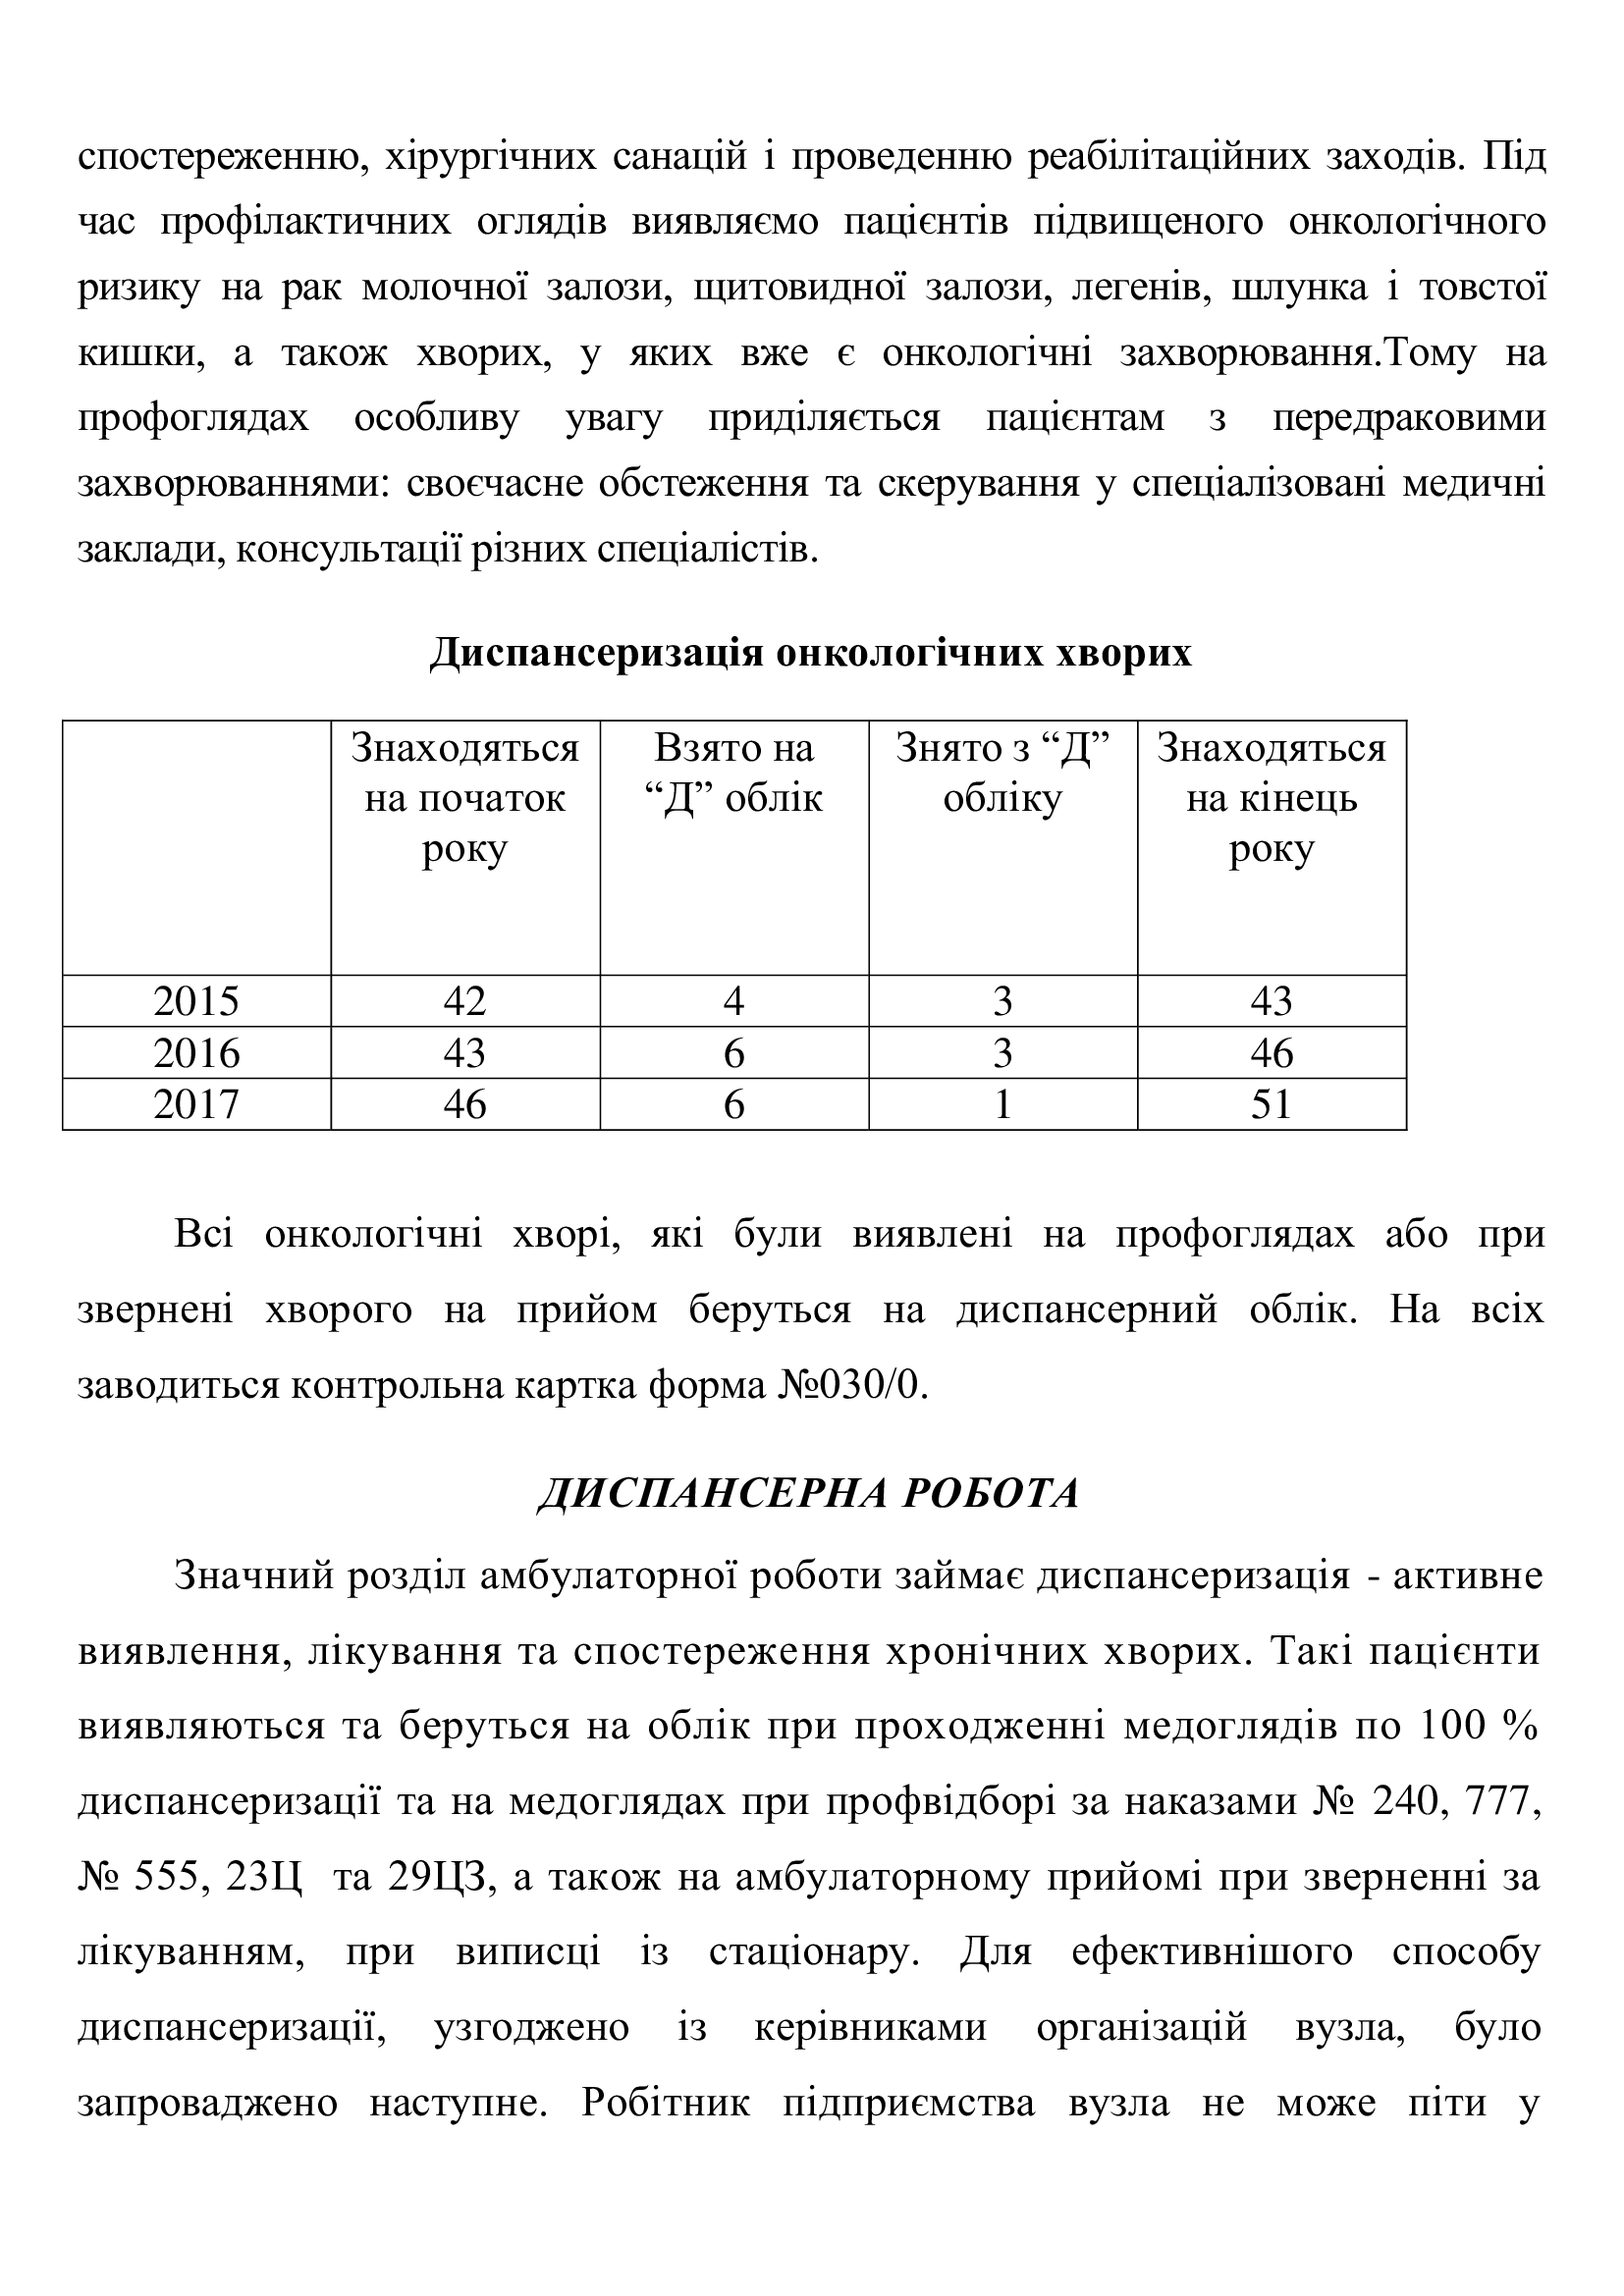 спостереженню, хірургічних санацій і проведенню реабілітаційних заходів. Під
час профілактичних оглядів виявляємо пацієнтів підвищеного онкологічного
ризику на рак молочної залози, щитовидної залози, легенів, шлунка і товстої
кишки, а також хворих, у яких вже є онкологічні захворювання.Тому на
профоглядах особливу увагу приділяється пацієнтам з передраковими
захворюваннями: своєчасне обстеження та скерування у спеціалізовані медичні
заклади, консультації різних спеціалістів.
Диспансеризація онкологічних хворих
Знаходяться на початок року Взято на “Д” облік Знято з “Д” обліку Знаходяться на кінець року
2015 42 4 3 43
2016 43 6 3 46
2017 46 6 1 51
Всі онкологічні хворі, які були виявлені на профоглядах або при
звернені хворого на прийом беруться на диспансерний облік. На всіх
заводиться контрольна картка форма №030/0.
ДИСПАНСЕРНА РОБОТА
Значний розділ амбулаторної роботи займає диспансеризація - активне
виявлення, лікування та спостереження хронічних хворих. Такі пацієнти
виявляються та беруться на облік при проходженні медоглядів по 100 %
диспансеризації та на медоглядах при профвідборі за наказами № 240, 777,
№ 555, 23Ц та 29ЦЗ, а також на амбулаторному прийомі при зверненні за
лікуванням, при виписці із стаціонару. Для ефективнішого способу
диспансеризації, узгоджено із керівниками організацій вузла, було
запроваджено наступне. Робітник підприємства вузла не може піти у